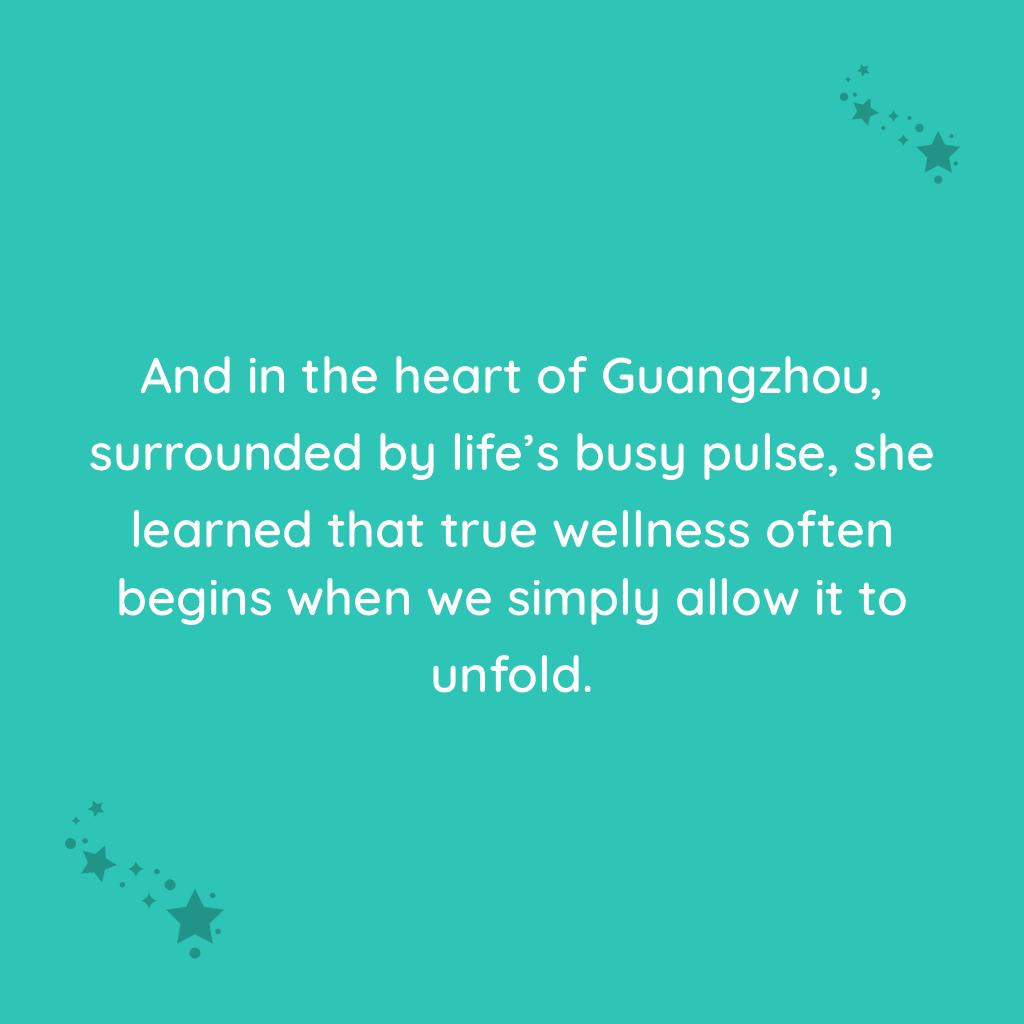 And in the heart of Guangzhou,
surrounded by life’s busy pulse, she
learned that true wellness often
begins when we simply allow it to
unfold.